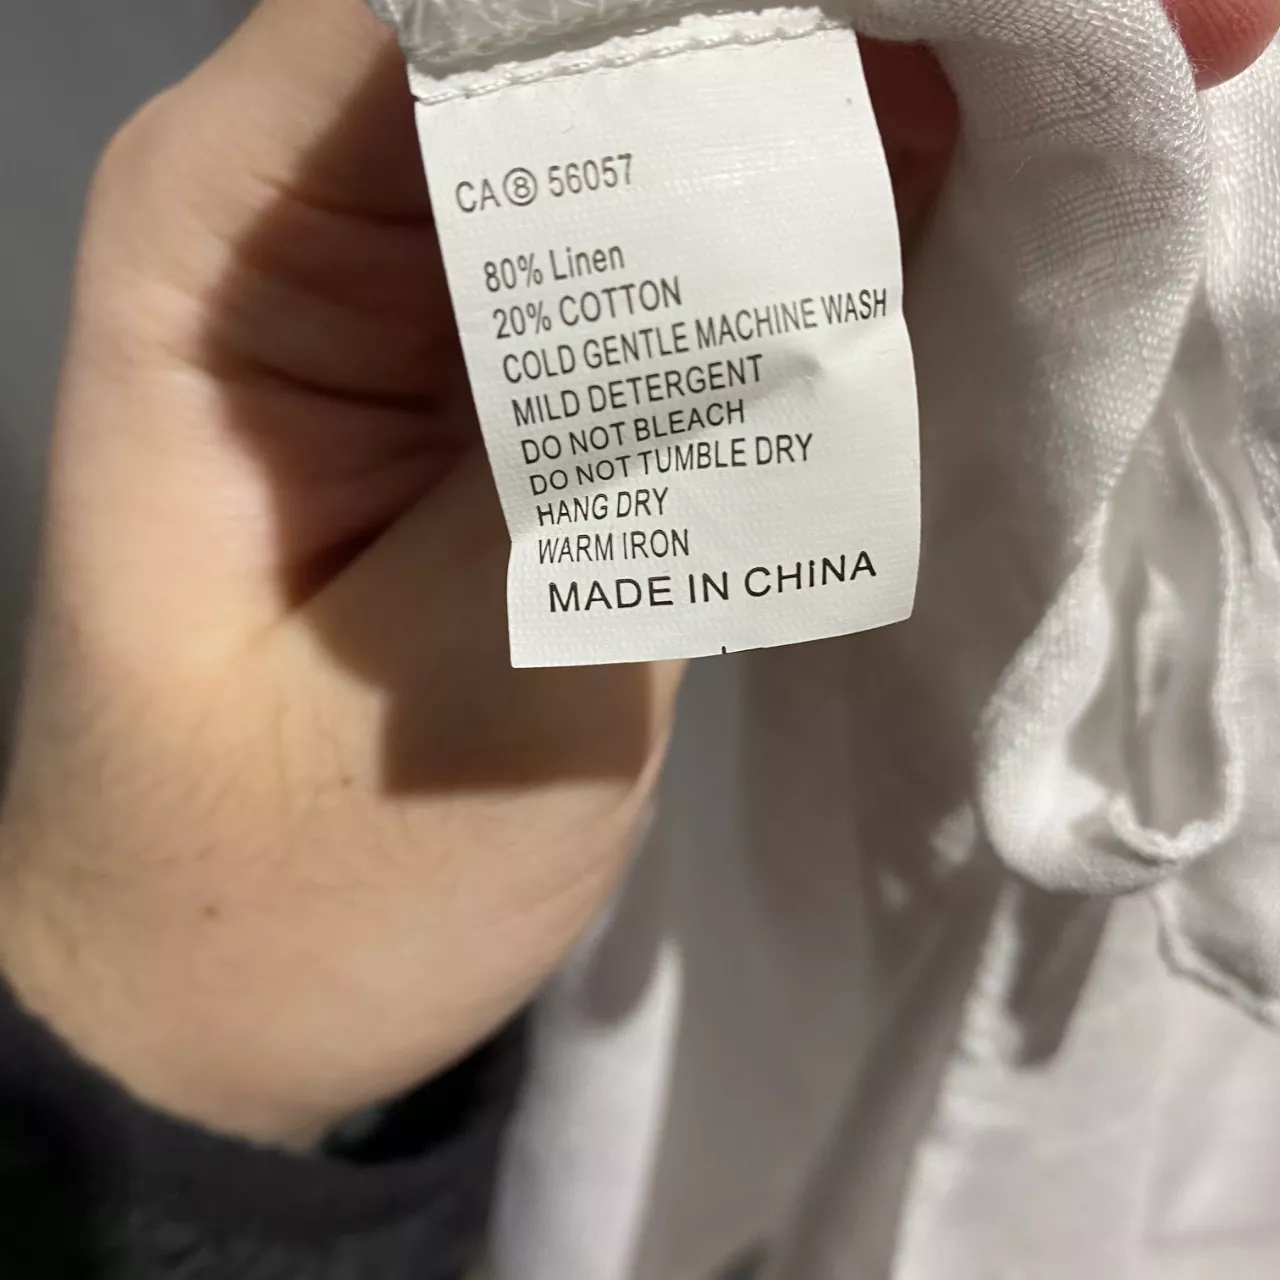 CA⑧ 56057
80% Linen
20% COTTON
COLD GENTLE MACHINE WASH
MILD DETERGENT
DO NOT BLEACH
DO NOT TUMBLE DRY
HANG DRY
WARM IRON
MADE IN CHINA